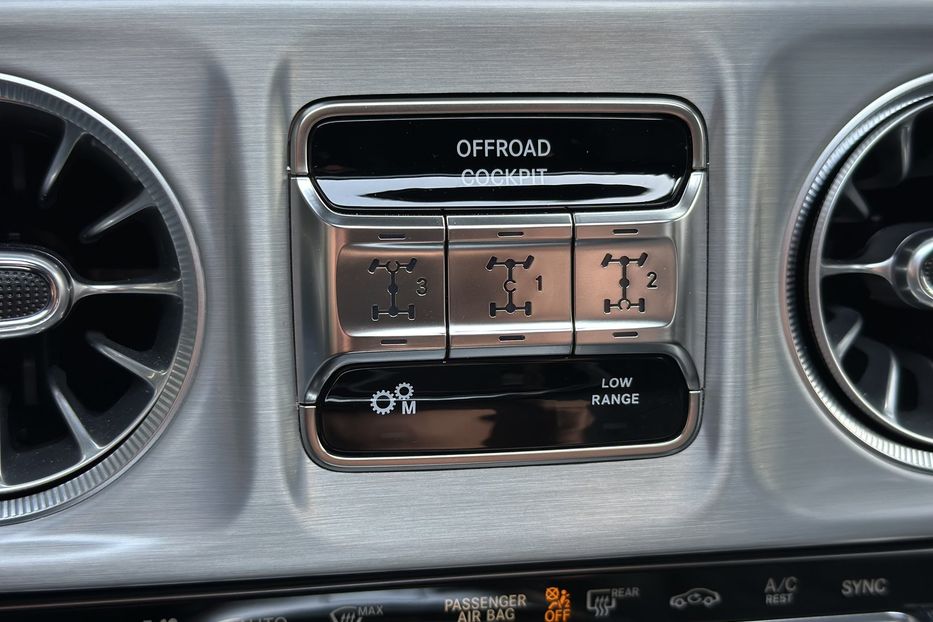 OFFROAD
COCKPIT
3
1
2
M
LOW
RANGE
MAX
PASSENGER
AIR BAG
OFF
REAR
A/C
REST
SYNC